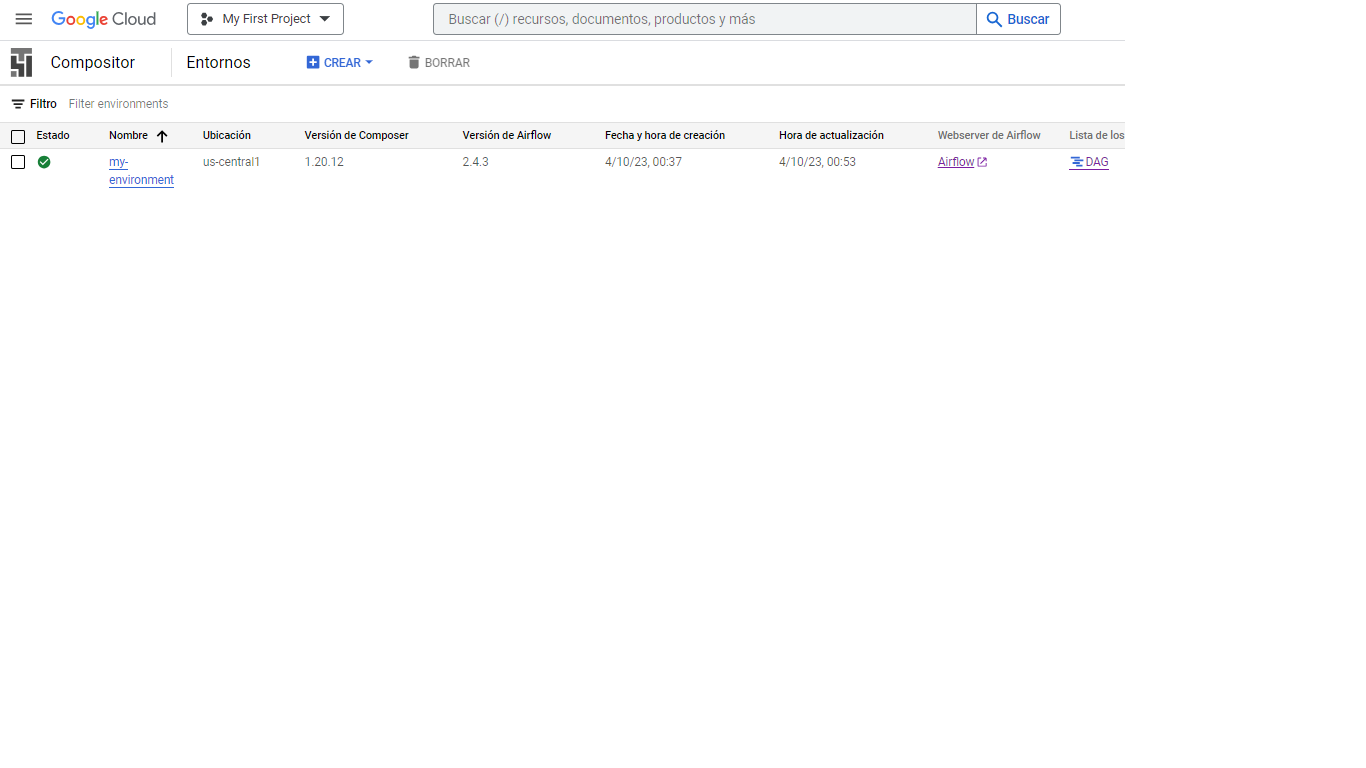 Google Cloud
My First Project
Buscar (/) recursos, documentos, productos y más
Buscar
Compositor
Entornos
CREAR
BORRAR
Filtro Filter environments
Estado Nombre Ubicación Versión de Composer Versión de Airflow Fecha y hora de creación Hora de actualización Webserver de Airflow Lista de los
my-environment us-central1 1.20.12 2.4.3 4/10/23, 00:37 4/10/23, 00:53 Airflow DAG